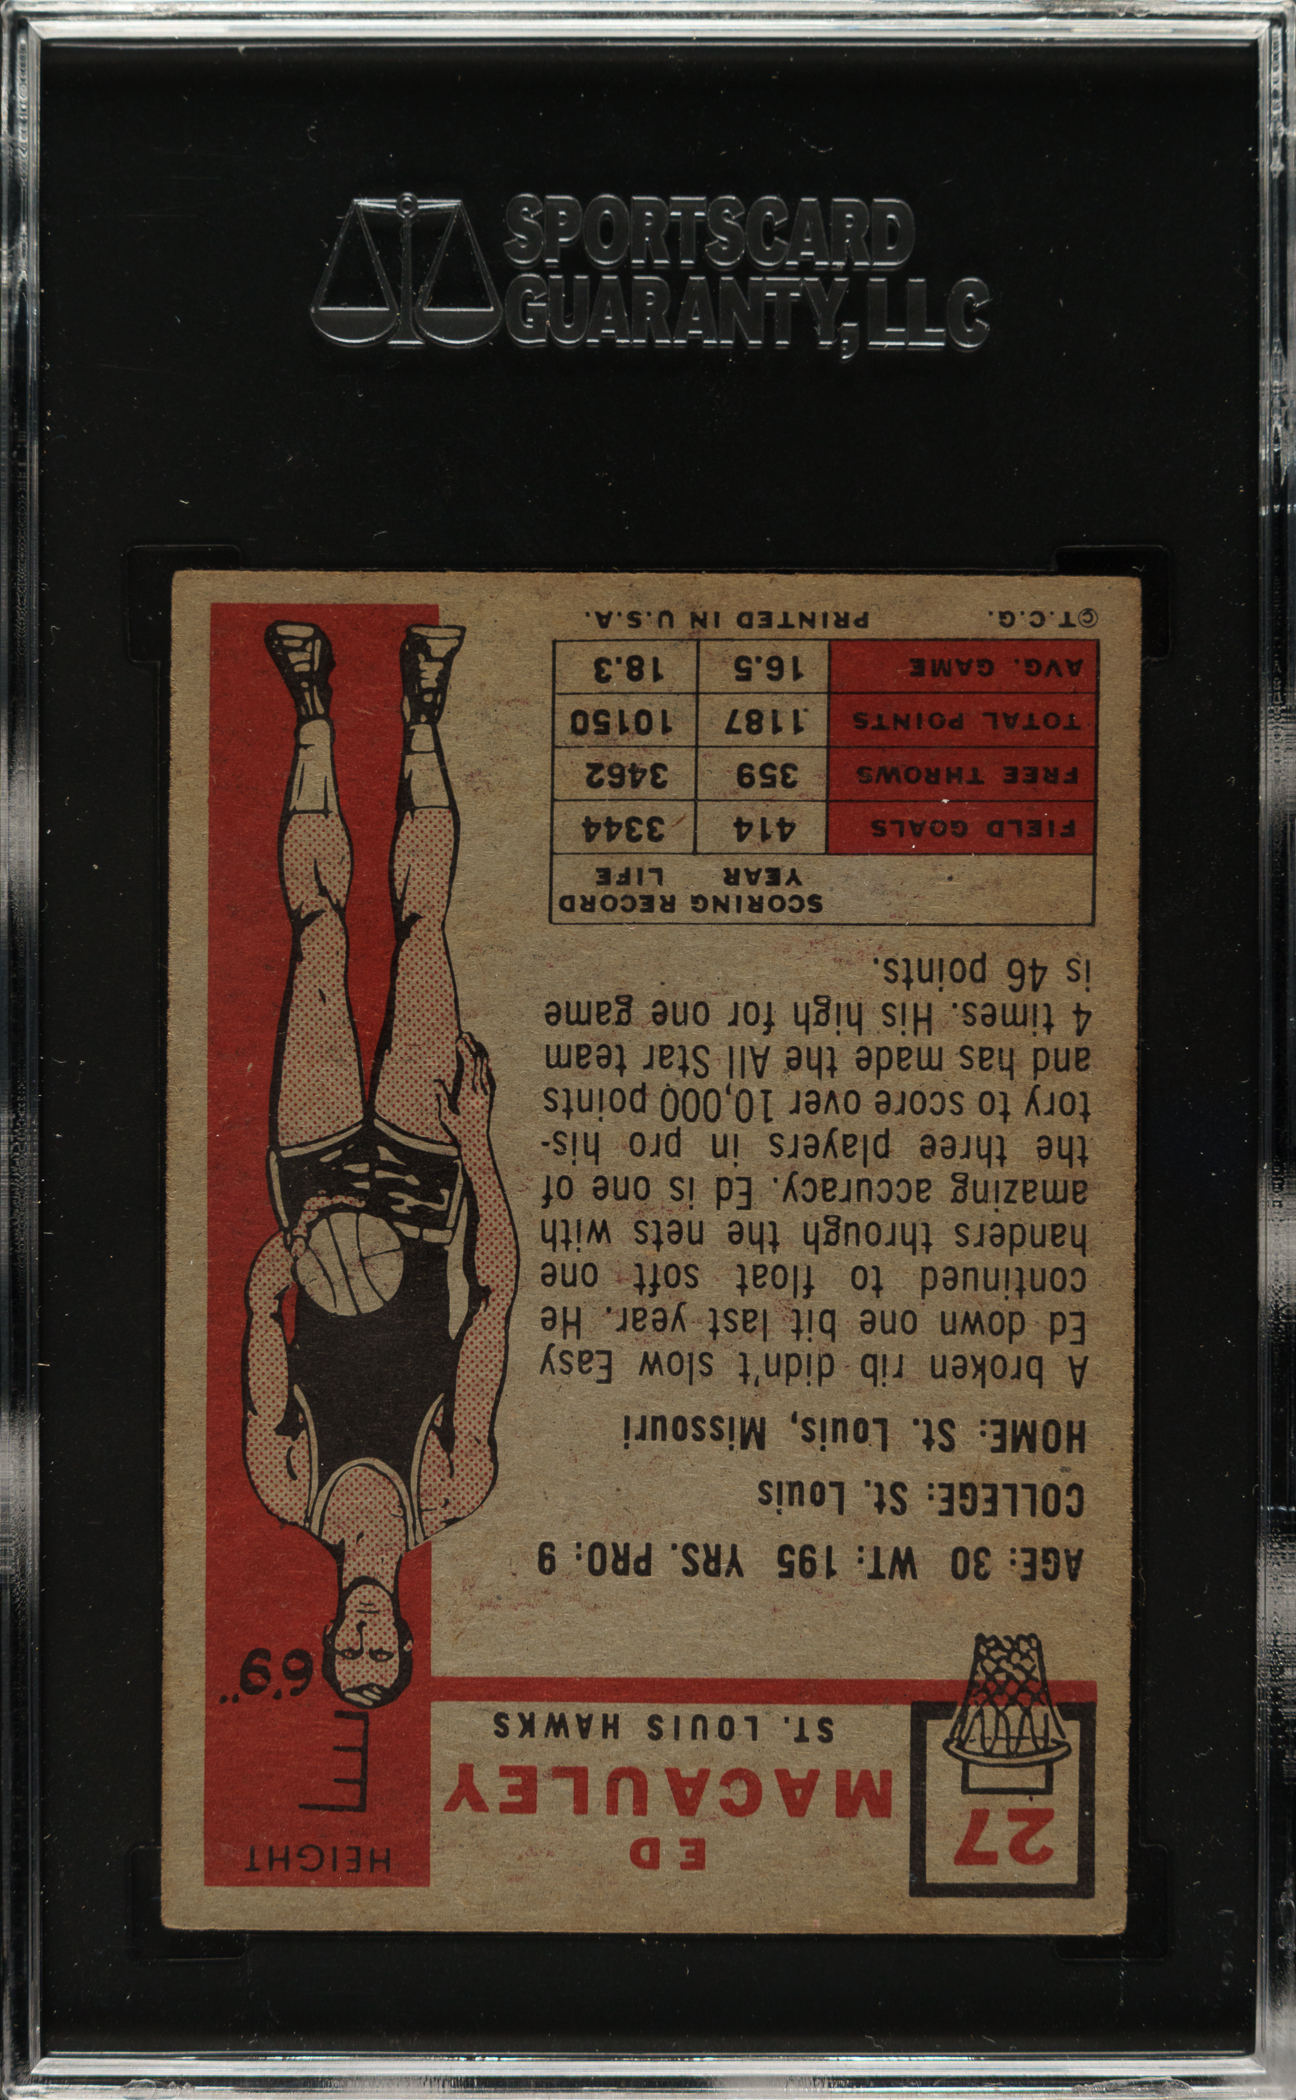 SPORTSCARD
GUARANTY, LLC
27
ED
MACAULEY
ST. LOUIS HAWKS
HEIGHT
6'9"
AGE: 30 WT: 195 YRS. PRO: 9
COLLEGE: St. Louis
HOME: St. Louis, Missouri
A broken rib didn't slow Easy
Ed down one bit last year. He
continued to float soft one
handers through the nets with
amazing accuracy. Ed is one of
the three players in pro his-
tory to score over 10,000 points
and has made the All Star team
4 times. His high for one game
is 46 points.
SCORING RECORD
YEAR LIFE
FIELD GOALS 414 3344
FREE THROWS 359 3462
TOTAL POINTS 1187 10150
AVG. GAME 16.5 18.3
©T.C.G. PRINTED IN U.S.A.